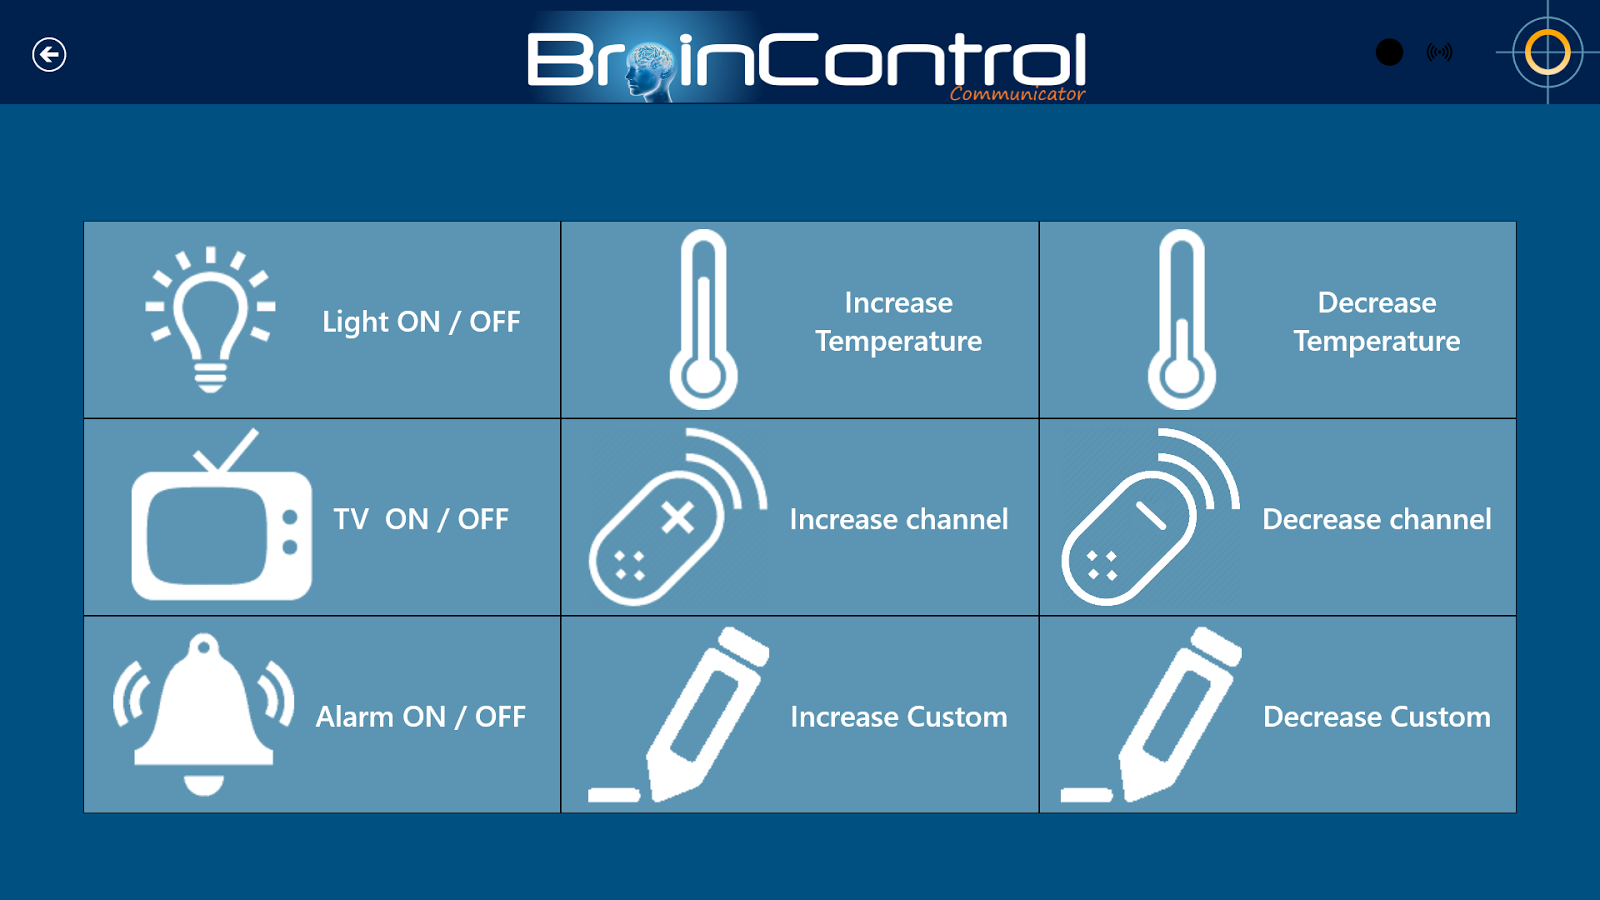 BrainControl
Communicator
Light ON / OFF
Increase
Temperature
Decrease
Temperature
TV  ON / OFF
Increase channel
Decrease channel
Alarm ON / OFF
Increase Custom
Decrease Custom